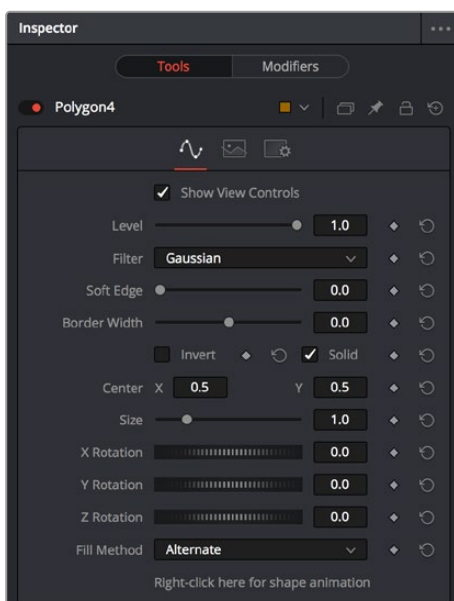 Inspector
Tools Modifiers
Polygon4
Show View Controls
Level 1.0
Filter Gaussian
Soft Edge 0.0
Border Width 0.0
Invert Solid
Center X 0.5 Y 0.5
Size 1.0
X Rotation 0.0
Y Rotation 0.0
Z Rotation 0.0
Fill Method Alternate
Right-click here for shape animation